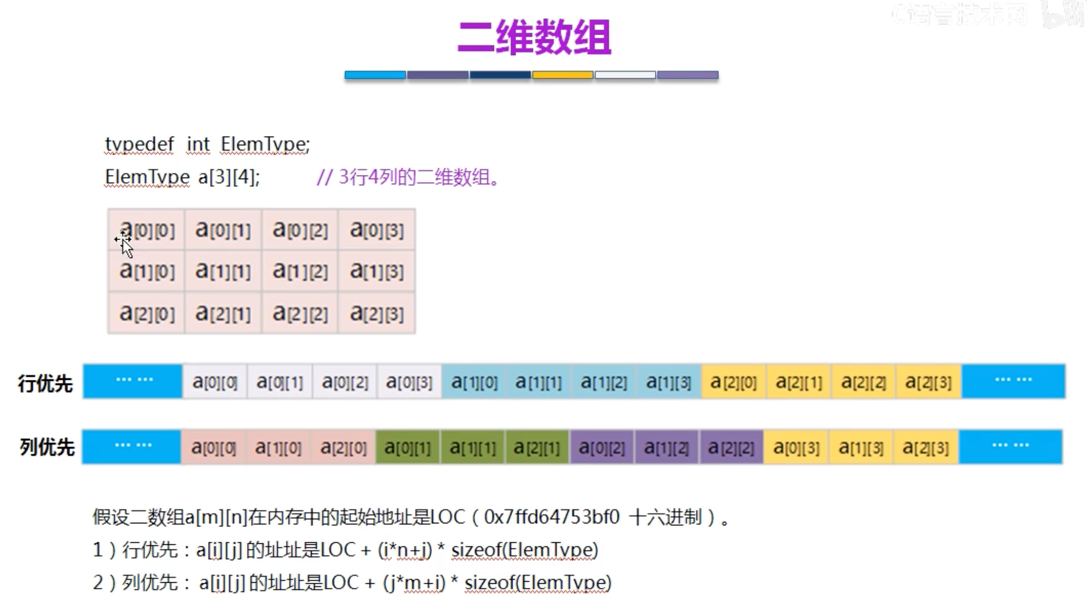 C语言技术网
二维数组
typedef int ElemType;
ElemType a[3][4]; // 3行4列的二维数组。
a[0][0] a[0][1] a[0][2] a[0][3]
a[1][0] a[1][1] a[1][2] a[1][3]
a[2][0] a[2][1] a[2][2] a[2][3]
行优先 ... ... a[0][0] a[0][1] a[0][2] a[0][3] a[1][0] a[1][1] a[1][2] a[1][3] a[2][0] a[2][1] a[2][2] a[2][3] ... ...
列优先 ... ... a[0][0] a[1][0] a[2][0] a[0][1] a[1][1] a[2][1] a[0][2] a[1][2] a[2][2] a[0][3] a[1][3] a[2][3] ... ...
假设二数组a[m][n]在内存中的起始地址是LOC（0x7ffd64753bf0 十六进制）。
1）行优先：a[i][j]的址址是LOC + (i*n+j) * sizeof(ElemType)
2）列优先：a[i][j]的址址是LOC + (j*m+i) * sizeof(ElemType)